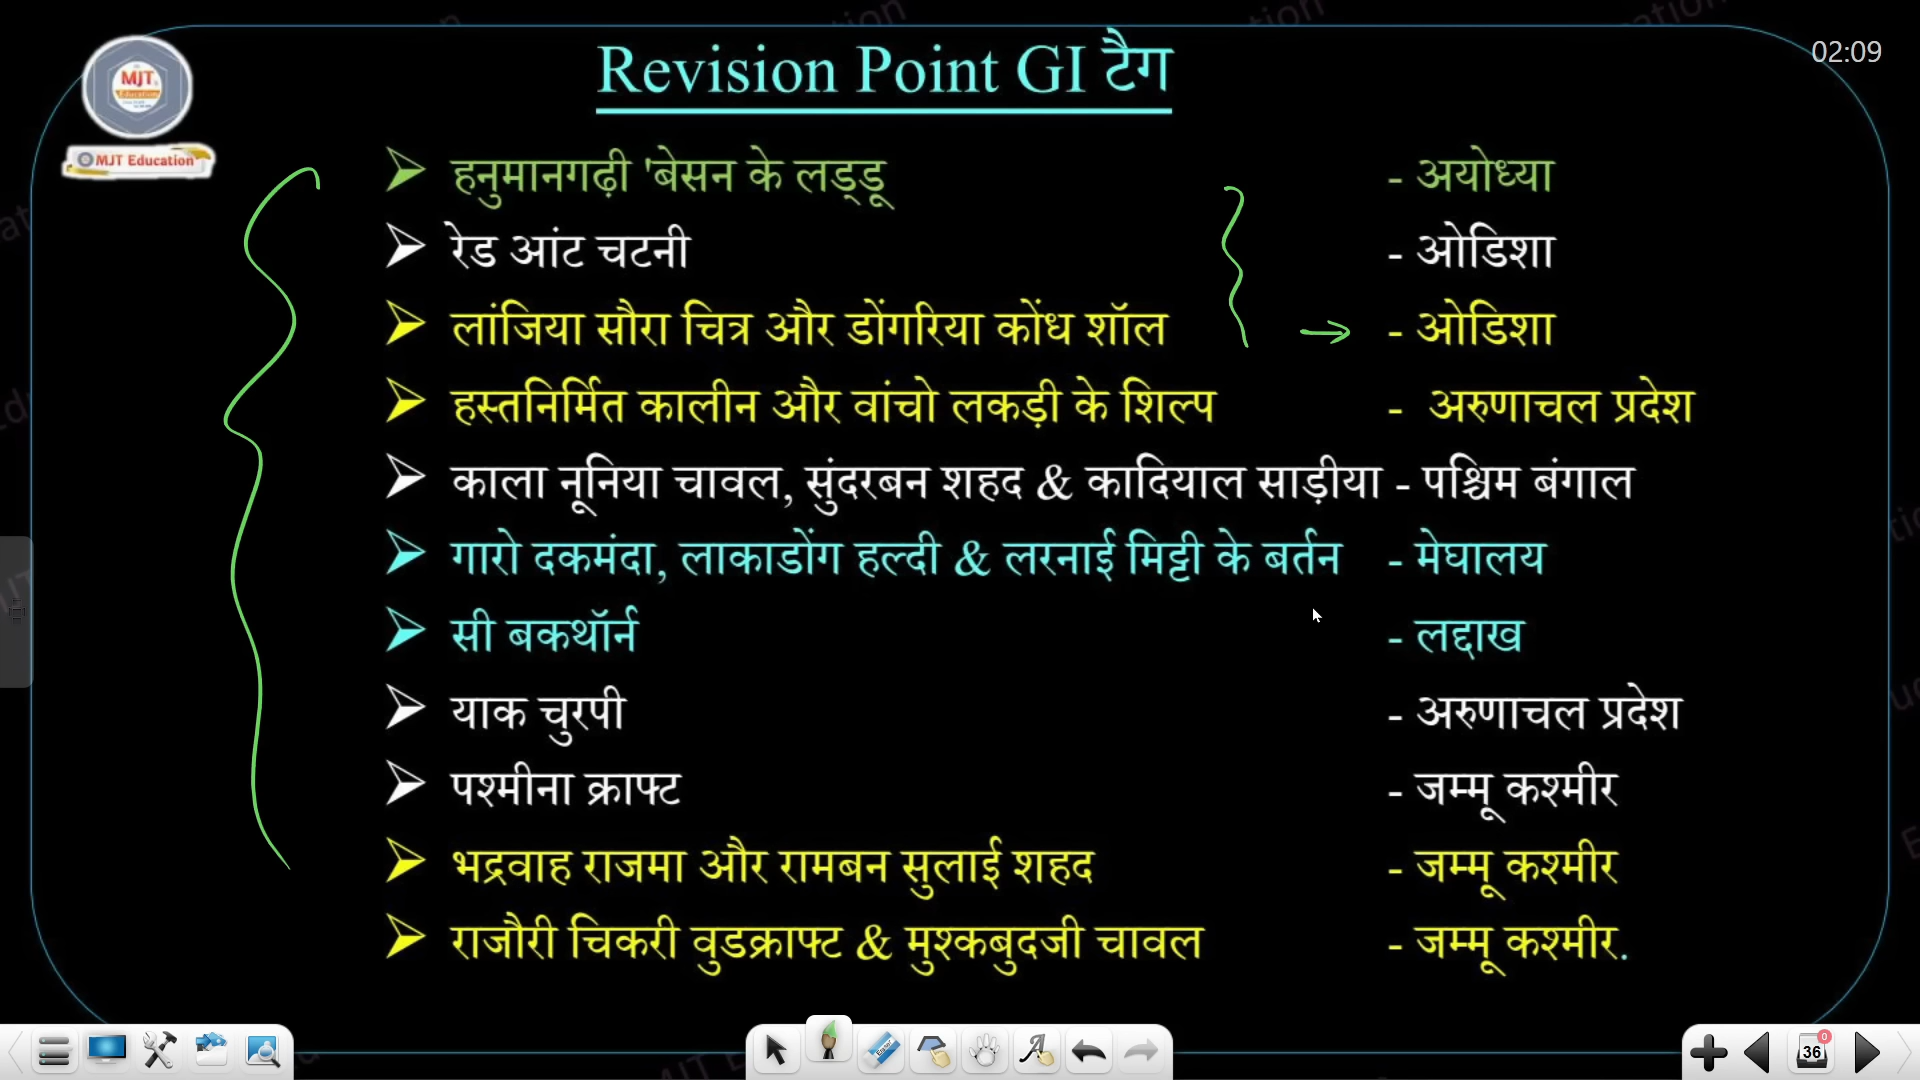 Revision Point GI टैग
02:09
MJT
Education
MJT Education
➤ हनुमानगढ़ी 'बेसन के लड्डू - अयोध्या
➤ रेड आंट चटनी - ओडिशा
➤ लांजिया सौरा चित्र और डोंगरिया कोंध शॉल - ओडिशा
➤ हस्तनिर्मित कालीन और वांचो लकड़ी के शिल्प - अरुणाचल प्रदेश
➤ काला नूनिया चावल, सुंदरबन शहद & कादियाल साड़ीया - पश्चिम बंगाल
➤ गारो दकमंदा, लाकाडोंग हल्दी & लरनाई मिट्टी के बर्तन - मेघालय
➤ सी बकथॉर्न - लद्दाख
➤ याक चुरपी - अरुणाचल प्रदेश
➤ पश्मीना क्राफ्ट - जम्मू कश्मीर
➤ भद्रवाह राजमा और रामबन सुलाई शहद - जम्मू कश्मीर
➤ राजौरी चिकरी वुडक्राफ्ट & मुश्कबुदजी चावल - जम्मू कश्मीर.
36
0